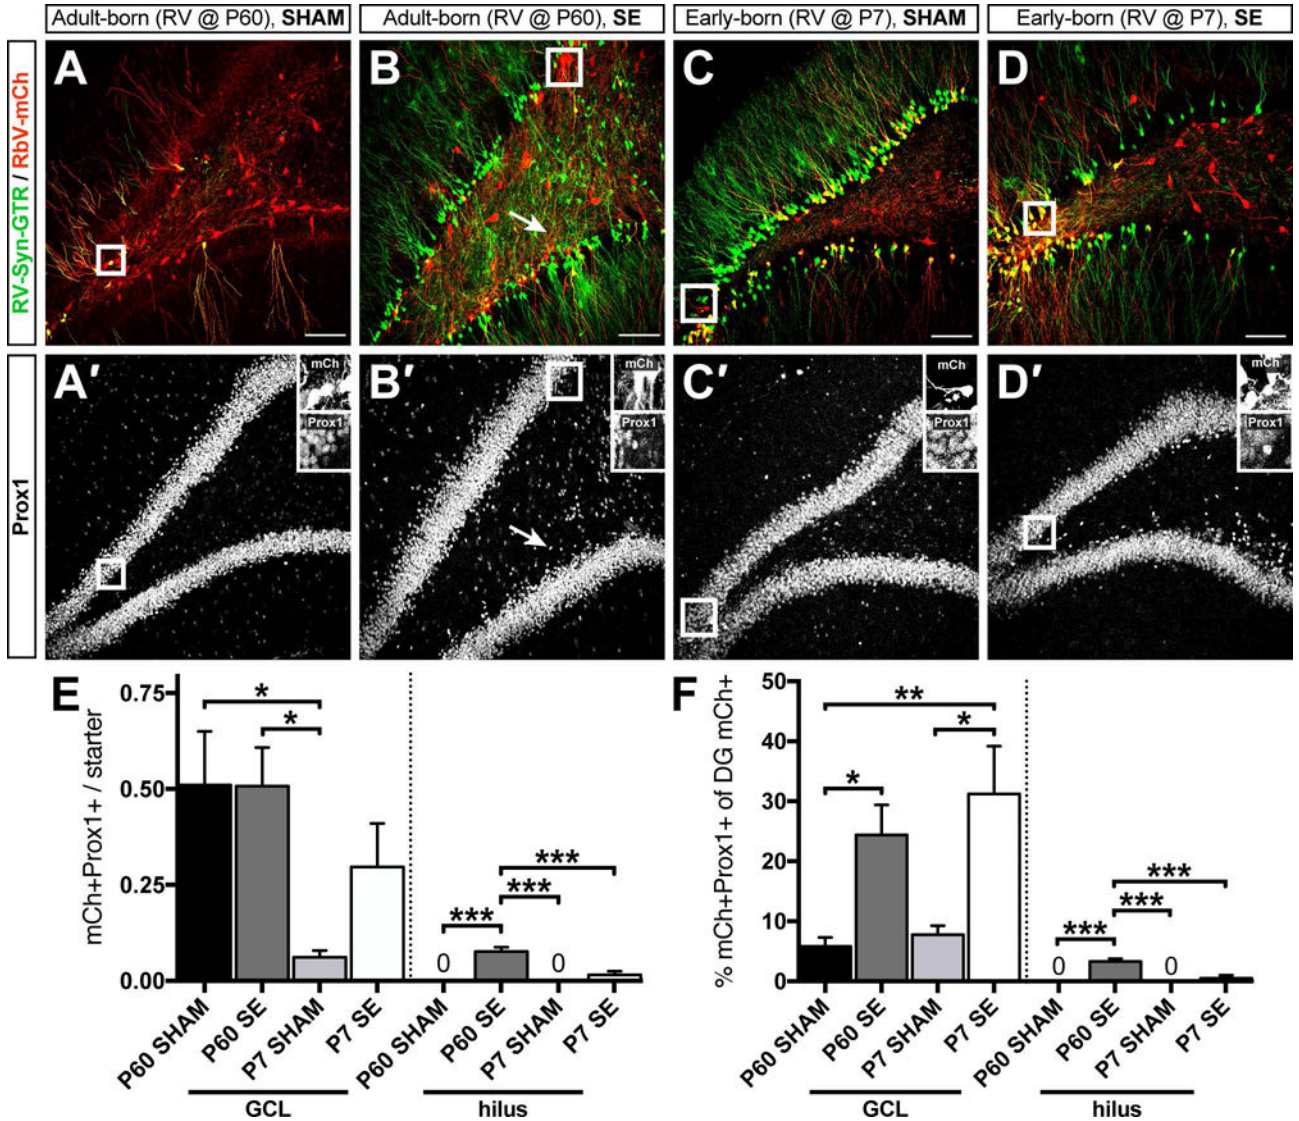 Adult-born (RV @ P60), SHAM
Adult-born (RV @ P60), SE
Early-born (RV @ P7), SHAM
Early-born (RV @ P7), SE
RV-Syn-GTR / RbV-mCh
A
B
C
D
Prox1
A′
mCh
Prox1
B′
mCh
Prox1
C′
mCh
Prox1
D′
mCh
Prox1
E
mCh+Prox1+ / starter
0.75
0.50
0.25
0.00
*
*
***
***
***
0
0
P60 SHAM
P60 SE
P7 SHAM
P7 SE
P60 SHAM
P60 SE
P7 SHAM
P7 SE
GCL
hilus
F
% mCh+Prox1+ of DG mCh+
50
40
30
20
10
0
**
*
*
***
***
***
0
0
P60 SHAM
P60 SE
P7 SHAM
P7 SE
P60 SHAM
P60 SE
P7 SHAM
P7 SE
GCL
hilus